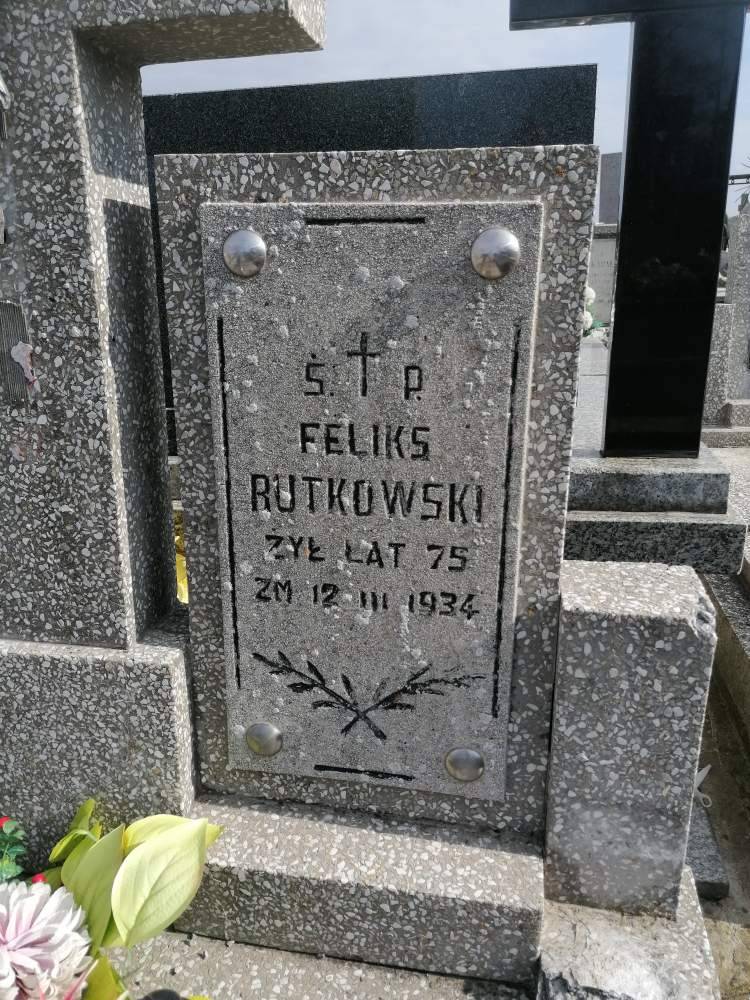 Ś. † P.
FELIKS
RUTKOWSKI
ŻYŁ LAT 75
ZM 12 III 1934